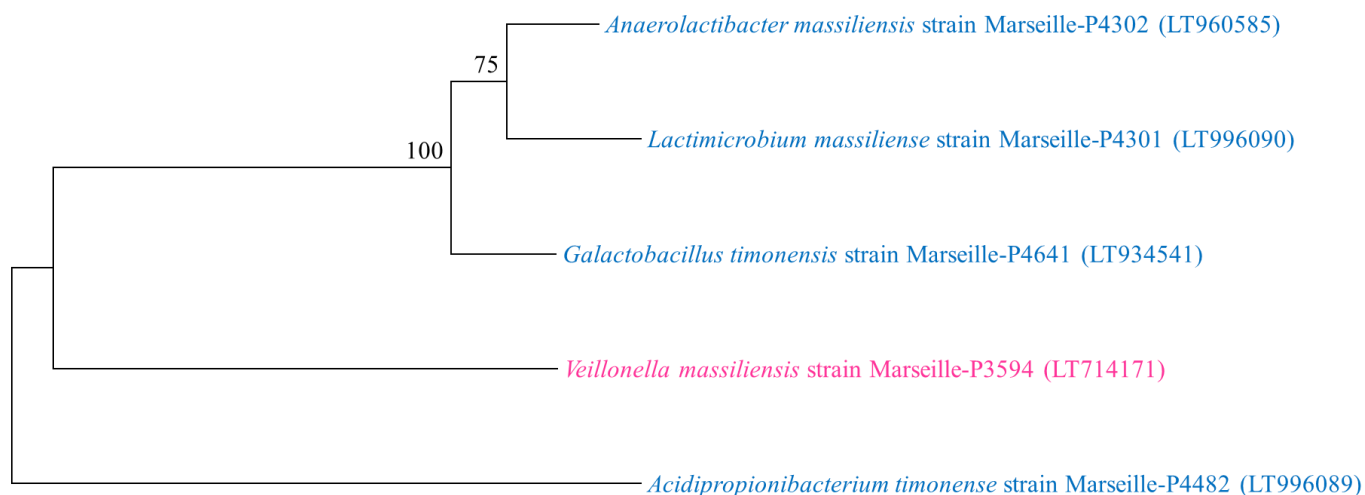 Anaerolactibacter massiliensis strain Marseille-P4302 (LT960585)
75
Lactimicrobium massiliense strain Marseille-P4301 (LT996090)
100
Galactobacillus timonensis strain Marseille-P4641 (LT934541)
Veillonella massiliensis strain Marseille-P3594 (LT714171)
Acidipropionibacterium timonense strain Marseille-P4482 (LT996089)